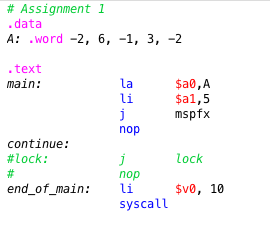 # Assignment 1
.data
A: .word -2, 6, -1, 3, -2
.text
main: la $a0,A
li $a1,5
j mspfx
nop
continue:
#lock: j lock
# nop
end_of_main: li $v0, 10
syscall